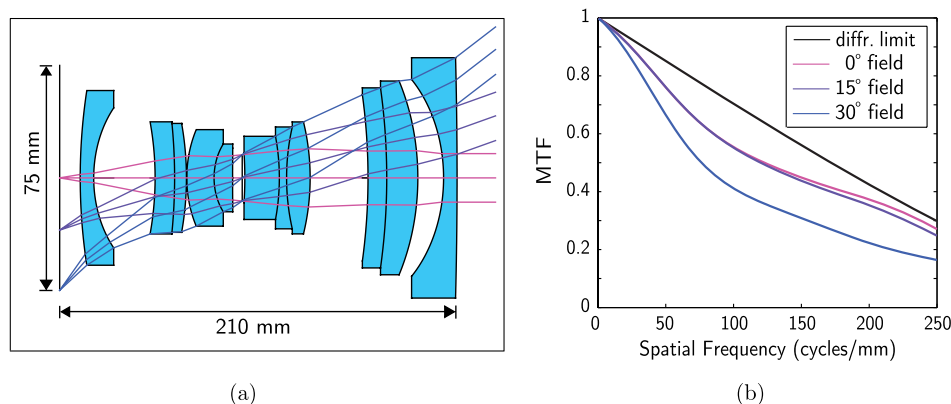 75 mm
210 mm
(a)
MTF
1
0.8
0.6
0.4
0.2
0
diffr. limit
0° field
15° field
30° field
0 50 100 150 200 250
Spatial Frequency (cycles/mm)
(b)